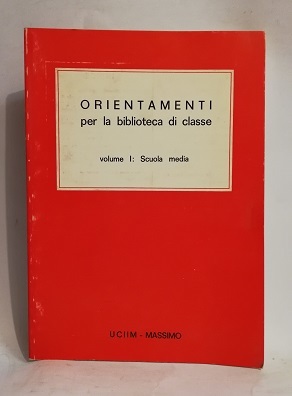 ORIENTAMENTI
per la biblioteca di classe
volume I: Scuola media
UCIIM - MASSIMO